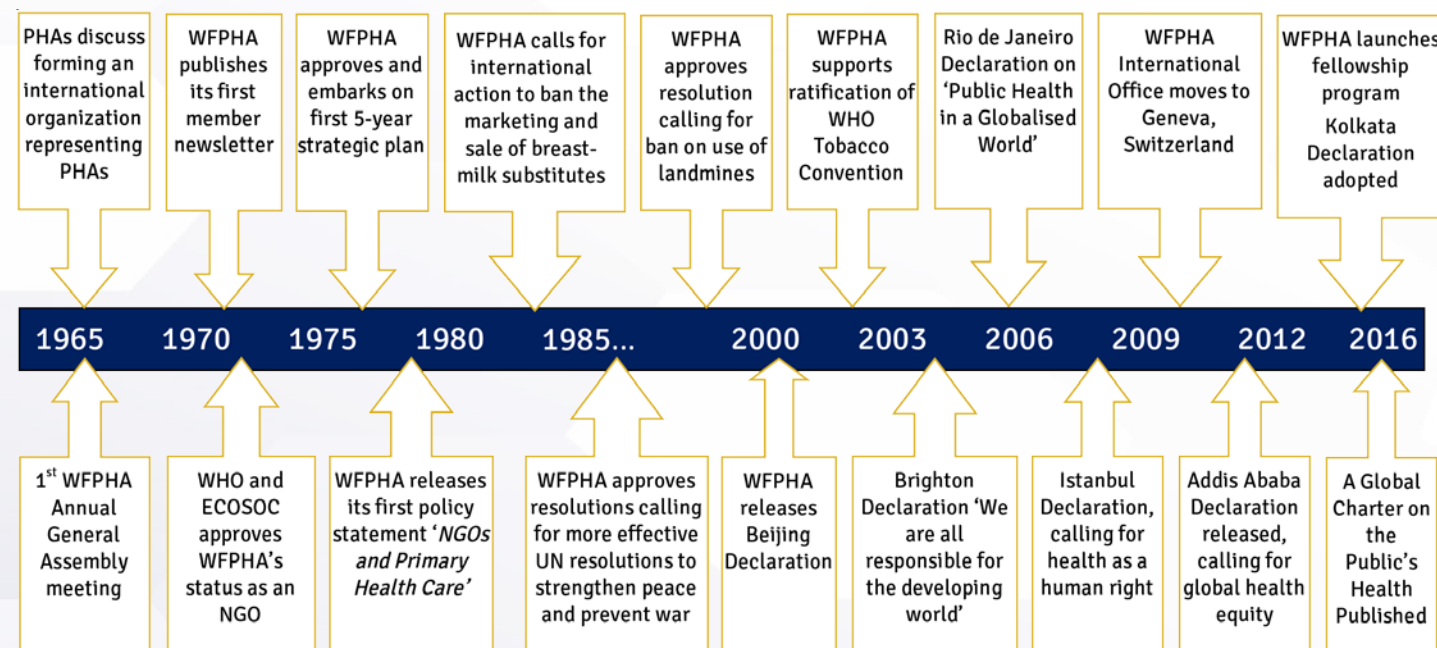 PHAs discuss
forming an
international
organization
representing
PHAs
WFPHA
publishes
its first
member
newsletter
WFPHA
approves and
embarks on
first 5-year
strategic plan
WFPHA calls for
international
action to ban the
marketing and
sale of breast-
milk substitutes
WFPHA
approves
resolution
calling for
ban on use of
landmines
WFPHA
supports
ratification of
WHO
Tobacco
Convention
Rio de Janeiro
Declaration on
‘Public Health
in a Globalised
World’
WFPHA
International
Office moves to
Geneva,
Switzerland
WFPHA launches
fellowship
program
Kolkata
Declaration
adopted
1965 1970 1975 1980 1985... 2000 2003 2006 2009 2012 2016
1st WFPHA
Annual
General
Assembly
meeting
WHO and
ECOSOC
approves
WFPHA’s
status as an
NGO
WFPHA releases
its first policy
statement ‘NGOs
and Primary
Health Care’
WFPHA approves
resolutions calling
for more effective
UN resolutions to
strengthen peace
and prevent war
WFPHA
releases
Beijing
Declaration
Brighton
Declaration ‘We
are all
responsible for
the developing
world’
Istanbul
Declaration,
calling for
health as a
human right
Addis Ababa
Declaration
released,
calling for
global health
equity
A Global
Charter on
the
Public’s
Health
Published